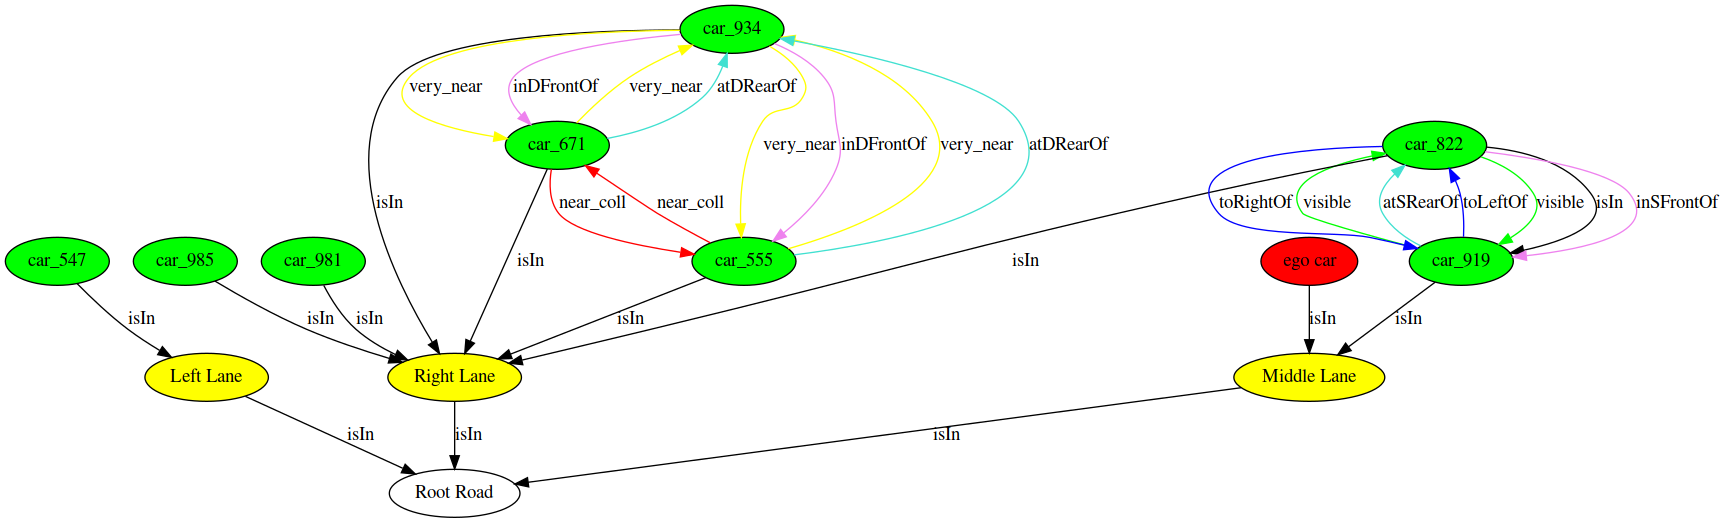 car_934
very_near
inDFrontOf
very_near
atDRearOf
car_671
very_near
inDFrontOf
very_near
atDRearOf
car_822
isIn
near_coll
near_coll
toRightOf
visible
atSRearOf
toLeftOf
visible
isIn
inSFrontOf
car_547
car_985
car_981
isIn
car_555
isIn
ego car
car_919
isIn
isIn
isIn
isIn
isIn
isIn
Left Lane
Right Lane
Middle Lane
isIn
isIn
isIn
Root Road